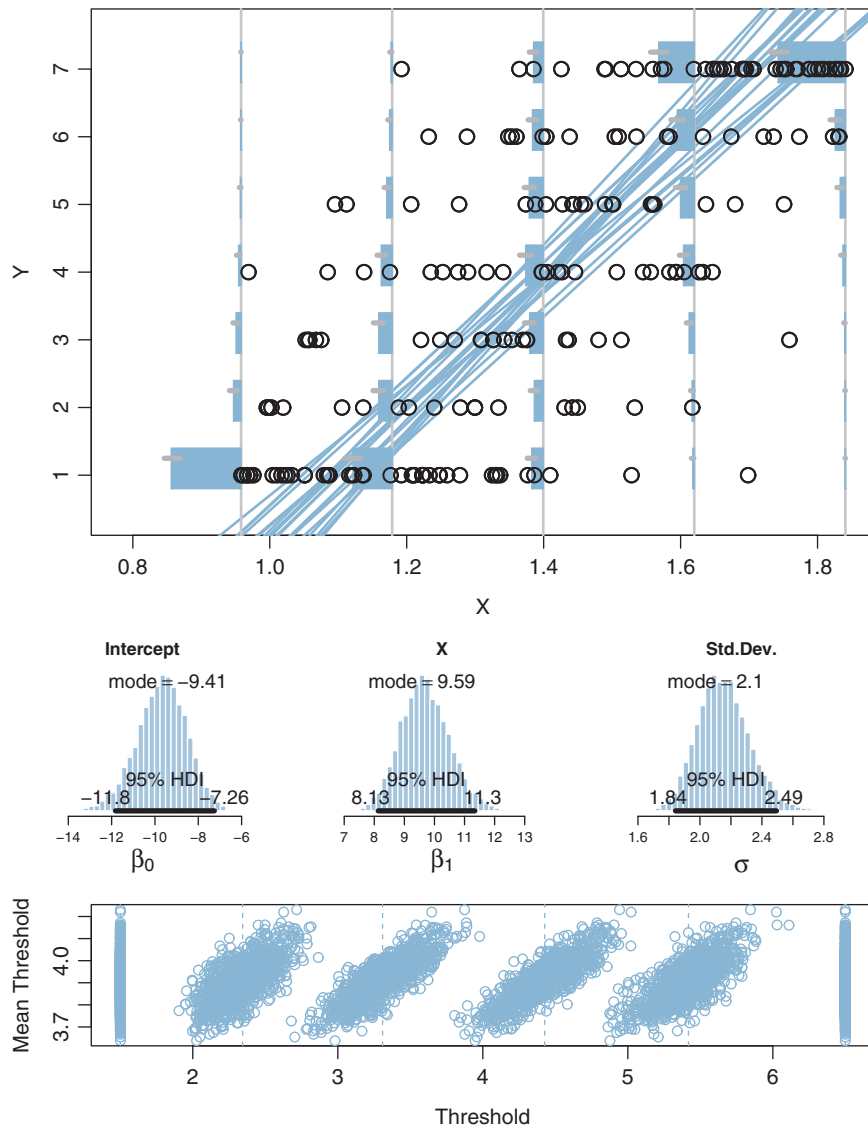 7
6
5
4
3
2
1
Y
0.8 1.0 1.2 1.4 1.6 1.8
X
Intercept X Std.Dev.
mode = −9.41 mode = 9.59 mode = 2.1
95% HDI 95% HDI 95% HDI
−11.8 −7.26 8.13 11.3 1.84 2.49
−14 −12 −10 −8 −6 7 8 9 10 11 12 13 1.6 2.0 2.4 2.8
β0 β1 σ
Mean Threshold
4.0
3.7
2 3 4 5 6
Threshold